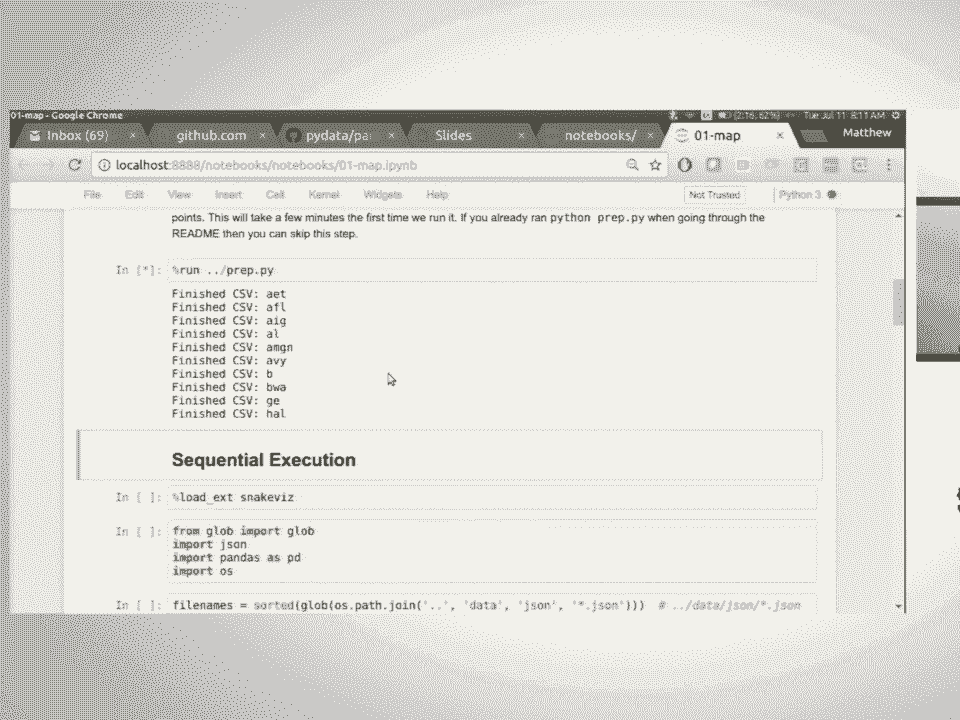 01-map - Google Chrome
(2:16, 62%) Tue Jul 11 8:11 AM
Inbox (69) × github.com × pydata/pa × Slides × notebooks/ × 01-map × Matthew
localhost:8888/notebooks/notebooks/01-map.ipynb
File Edit View Insert Cell Kernel Widgets Help Not Trusted Python 3
points. This will take a few minutes the first time we run it. If you already ran python prep.py when going through the
README then you can skip this step.
In [*]: %run ../prep.py
Finished CSV: aet
Finished CSV: afl
Finished CSV: aig
Finished CSV: al
Finished CSV: amgn
Finished CSV: avy
Finished CSV: b
Finished CSV: bwa
Finished CSV: ge
Finished CSV: hal
Sequential Execution
In [ ]: %load_ext snakeviz
In [ ]: from glob import glob
import json
import pandas as pd
import os
In [ ]: filenames = sorted(glob(os.path.join('..', 'data', 'json', '*.json'))) # ../data/json/*.json